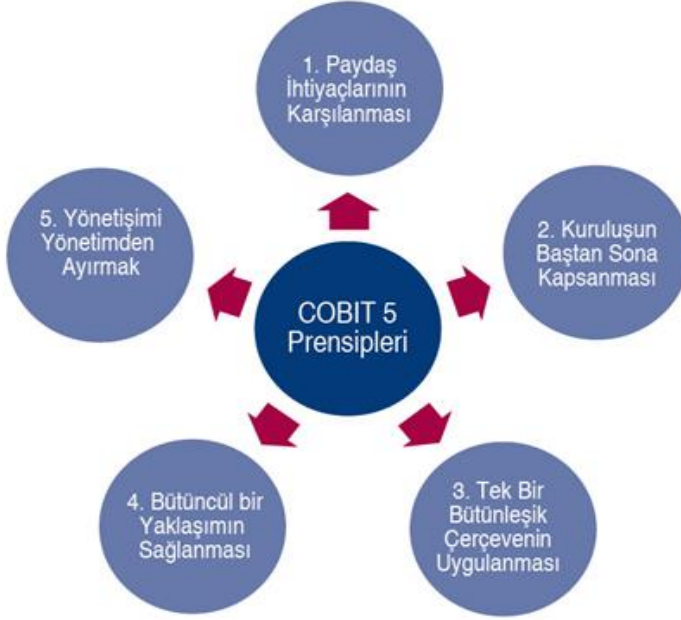 1. Paydaş
İhtiyaçlarının
Karşılanması
2. Kuruluşun
Baştan Sona
Kapsanması
3. Tek Bir
Bütünleşik
Çerçevenin
Uygulanması
4. Bütüncül bir
Yaklaşımın
Sağlanması
5. Yönetişimi
Yönetimden
Ayırmak
COBIT 5
Prensipleri